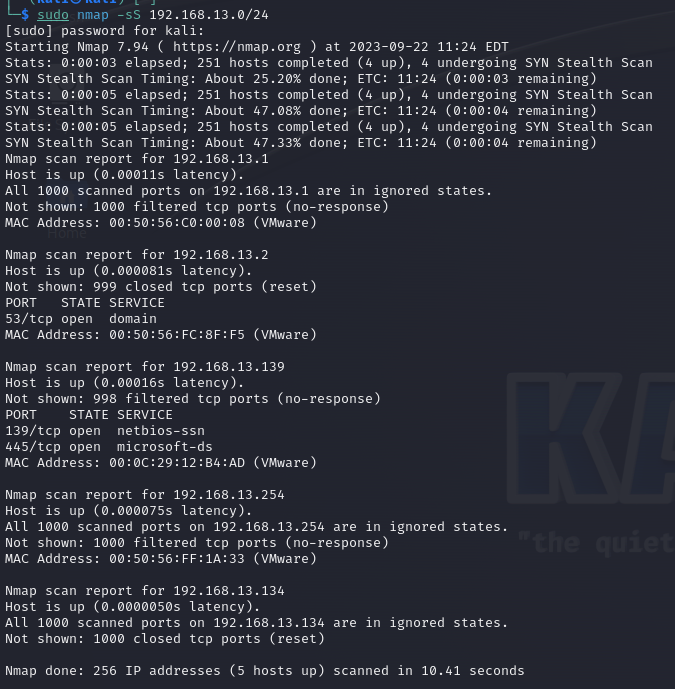 └─$ sudo nmap -sS 192.168.13.0/24
[sudo] password for kali:
Starting Nmap 7.94 ( https://nmap.org ) at 2023-09-22 11:24 EDT
Stats: 0:00:03 elapsed; 251 hosts completed (4 up), 4 undergoing SYN Stealth Scan
SYN Stealth Scan Timing: About 25.20% done; ETC: 11:24 (0:00:03 remaining)
Stats: 0:00:05 elapsed; 251 hosts completed (4 up), 4 undergoing SYN Stealth Scan
SYN Stealth Scan Timing: About 47.08% done; ETC: 11:24 (0:00:04 remaining)
Stats: 0:00:05 elapsed; 251 hosts completed (4 up), 4 undergoing SYN Stealth Scan
SYN Stealth Scan Timing: About 47.33% done; ETC: 11:24 (0:00:04 remaining)
Nmap scan report for 192.168.13.1
Host is up (0.00011s latency).
All 1000 scanned ports on 192.168.13.1 are in ignored states.
Not shown: 1000 filtered tcp ports (no-response)
MAC Address: 00:50:56:C0:00:08 (VMware)
Home
Nmap scan report for 192.168.13.2
Host is up (0.000081s latency).
Not shown: 999 closed tcp ports (reset)
PORT   STATE SERVICE
53/tcp open  domain
MAC Address: 00:50:56:FC:8F:F5 (VMware)
Nmap scan report for 192.168.13.139
Host is up (0.00016s latency).
Not shown: 998 filtered tcp ports (no-response)
PORT    STATE SERVICE
139/tcp open  netbios-ssn
445/tcp open  microsoft-ds
MAC Address: 00:0C:29:12:B4:AD (VMware)
Nmap scan report for 192.168.13.254
Host is up (0.000075s latency).
All 1000 scanned ports on 192.168.13.254 are in ignored states.
Not shown: 1000 filtered tcp ports (no-response)
MAC Address: 00:50:56:FF:1A:33 (VMware)
Nmap scan report for 192.168.13.134
Host is up (0.0000050s latency).
All 1000 scanned ports on 192.168.13.134 are in ignored states.
Not shown: 1000 closed tcp ports (reset)
Nmap done: 256 IP addresses (5 hosts up) scanned in 10.41 seconds
KA
"the quiet